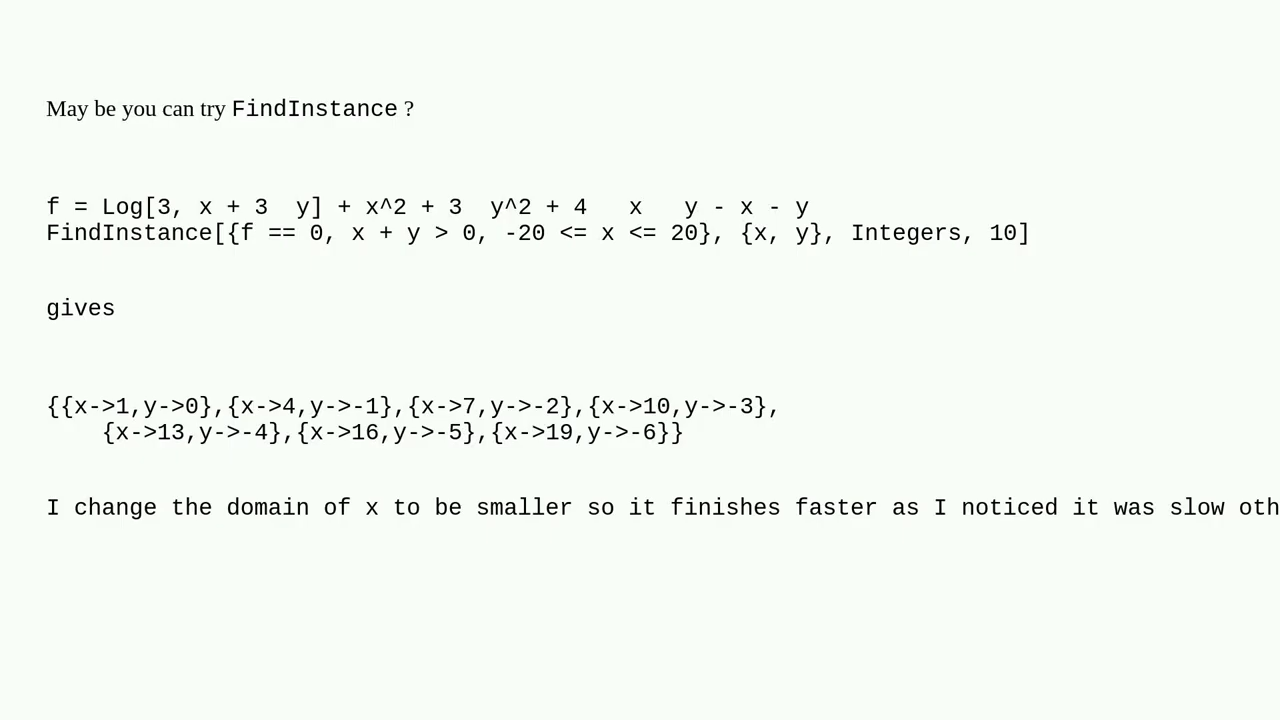 May be you can try FindInstance ?
f = Log[3, x + 3  y] + x^2 + 3  y^2 + 4   x   y - x - y
FindInstance[{f == 0, x + y > 0, -20 <= x <= 20}, {x, y}, Integers, 10]
gives
{{x->1,y->0},{x->4,y->-1},{x->7,y->-2},{x->10,y->-3},
    {x->13,y->-4},{x->16,y->-5},{x->19,y->-6}}
I change the domain of x to be smaller so it finishes faster as I noticed it was slow